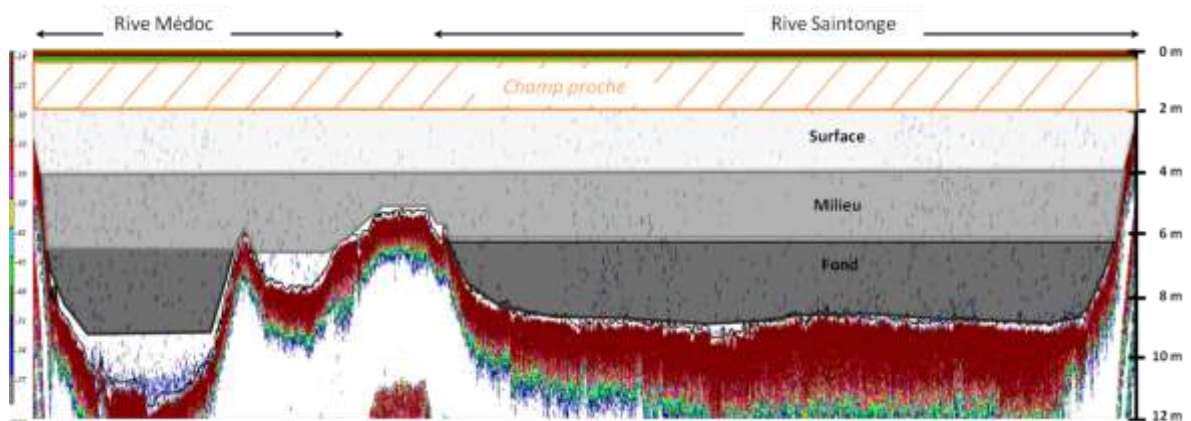 Rive Médoc
Rive Saintonge
0 m
Champ proche
2 m
Surface
4 m
Milieu
6 m
Fond
8 m
10 m
12 m